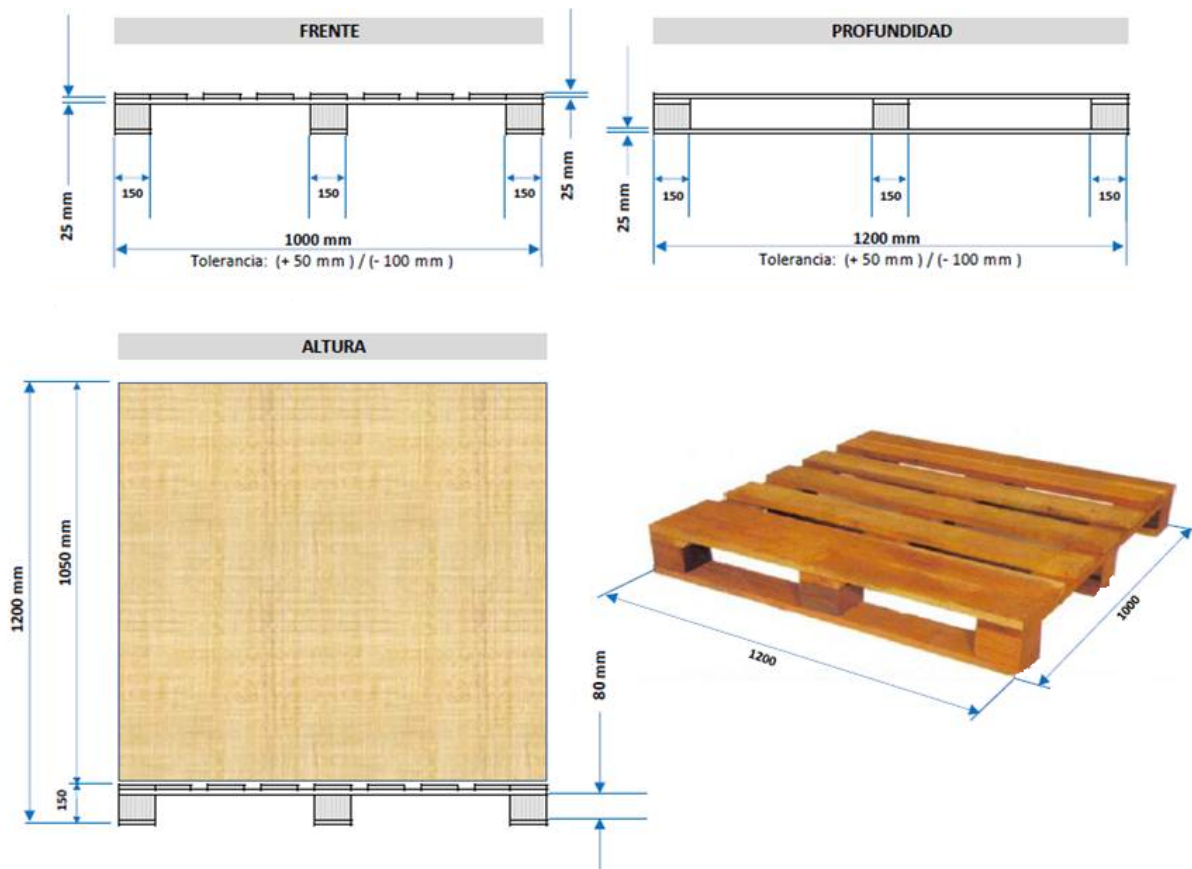 FRENTE
PROFUNDIDAD
25 mm
150
150
150
25 mm
1000 mm
Tolerancia: (+ 50 mm ) / (- 100 mm )
25 mm
150
150
150
1200 mm
Tolerancia: (+ 50 mm ) / (- 100 mm )
ALTURA
1200 mm
1050 mm
150
80 mm
1200
1000